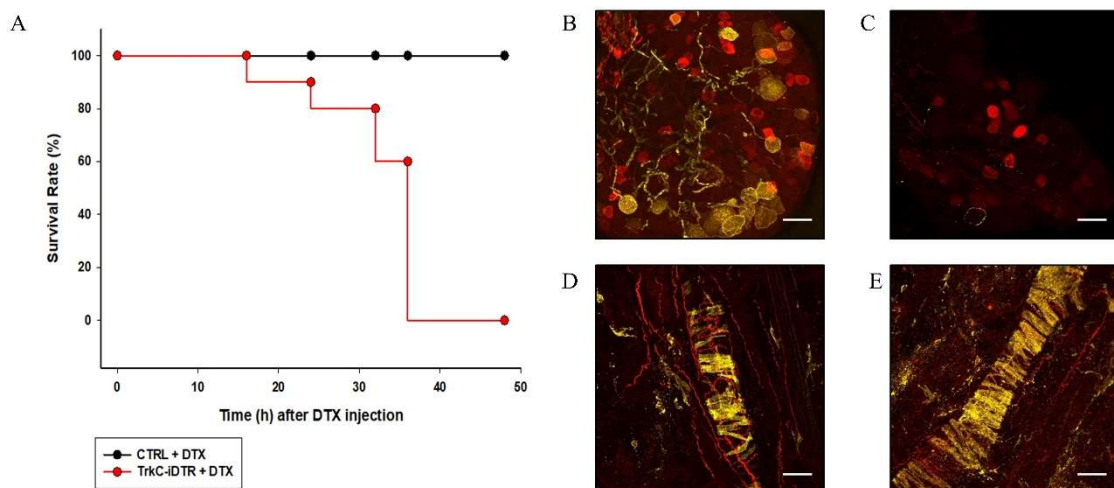 A
100
80
60
40
20
0
Survival Rate (%)
0 10 20 30 40 50
Time (h) after DTX injection
CTRL + DTX
TrkC-iDTR + DTX
B
C
D
E